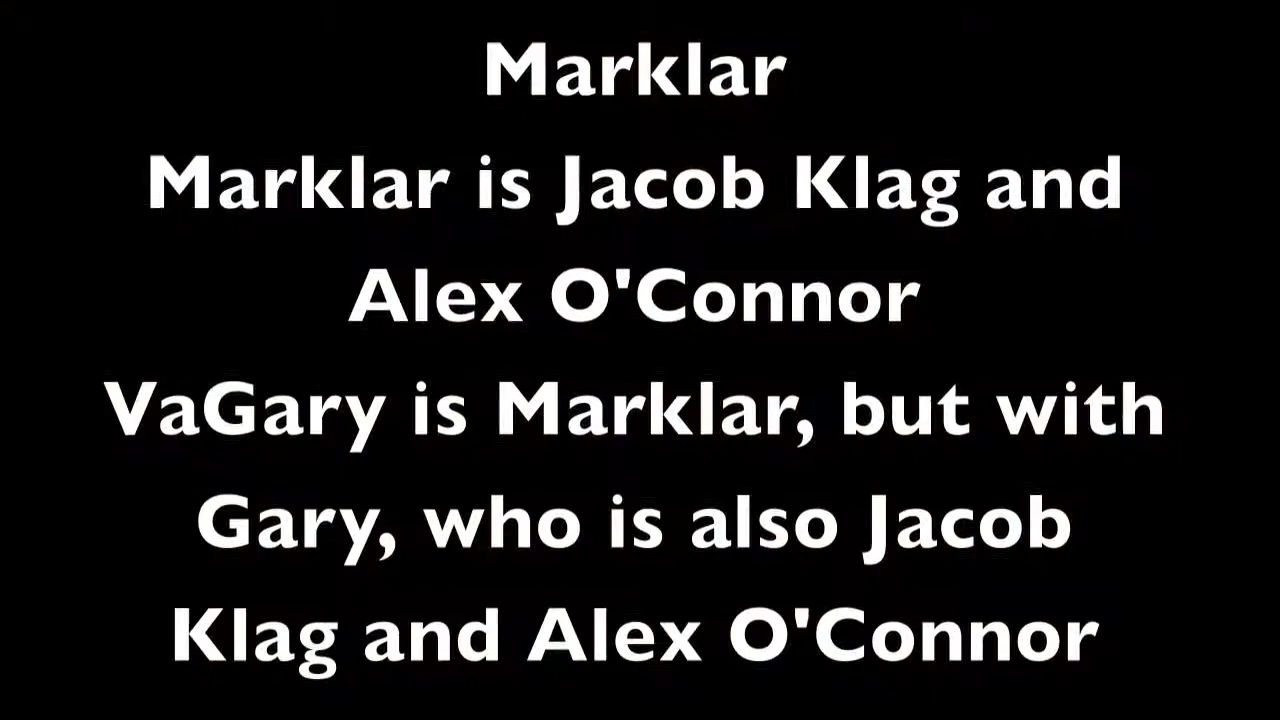 Marklar
Marklar is Jacob Klag and
Alex O'Connor
VaGary is Marklar, but with
Gary, who is also Jacob
Klag and Alex O'Connor